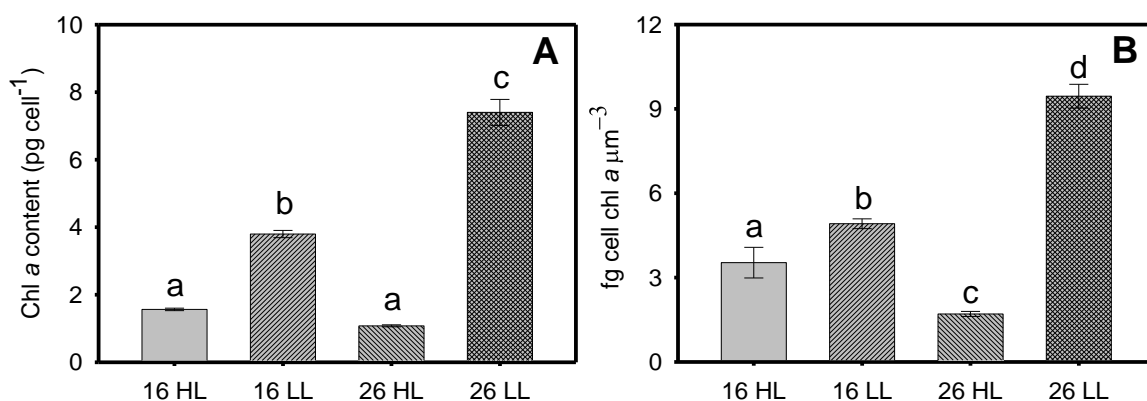 Chl a content (pg cell-1)
10
8
6
4
2
0
A
a
b
a
c
16 HL 16 LL 26 HL 26 LL
fg cell chl a μm−3
12
9
6
3
0
B
a
b
c
d
16 HL 16 LL 26 HL 26 LL